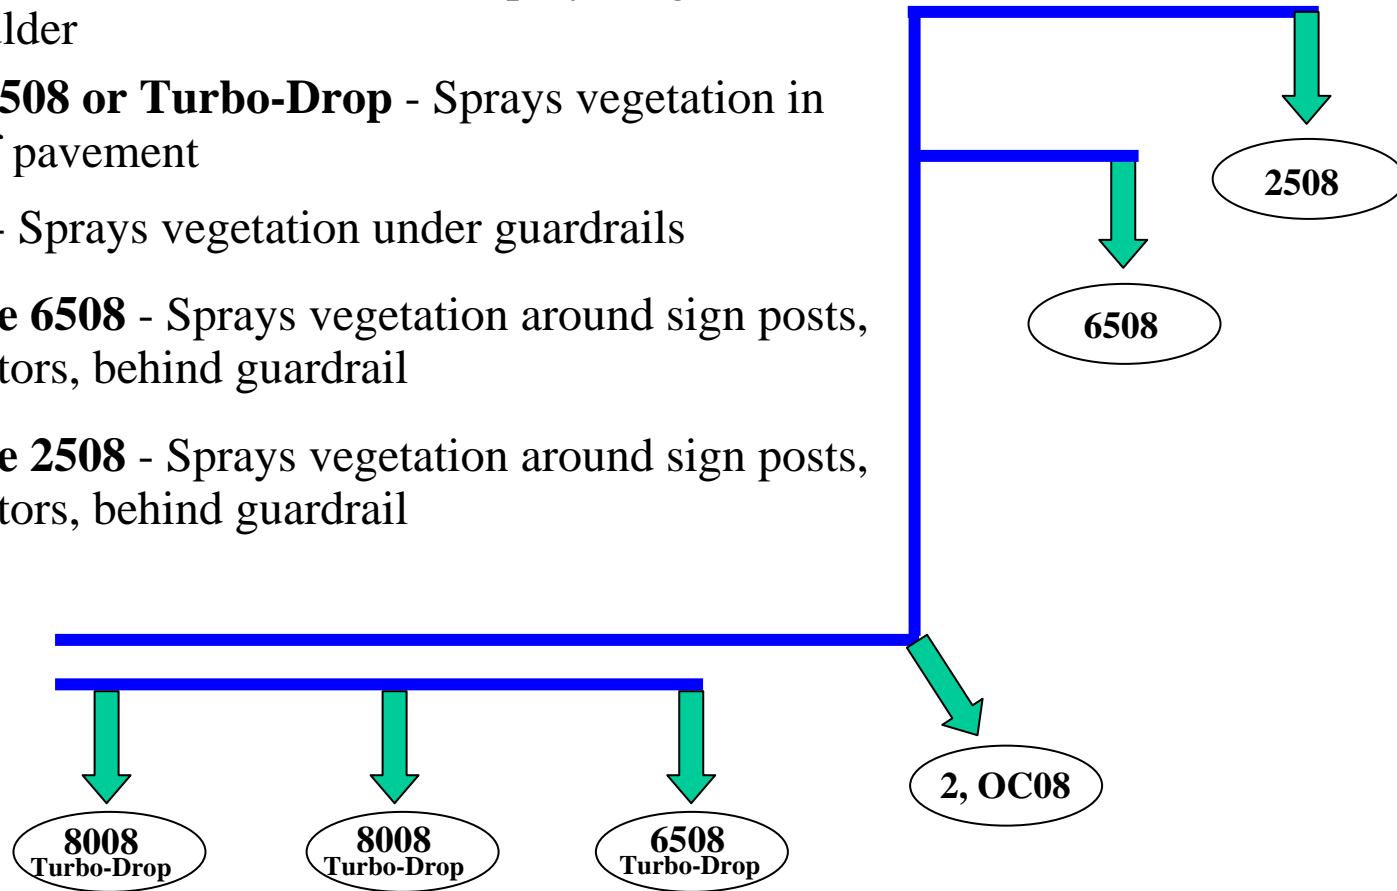 ulder
508 or Turbo-Drop - Sprays vegetation in
pavement
- Sprays vegetation under guardrails
e 6508 - Sprays vegetation around sign posts,
tors, behind guardrail
e 2508 - Sprays vegetation around sign posts,
tors, behind guardrail
2508
6508
2, OC08
8008
Turbo-Drop
8008
Turbo-Drop
6508
Turbo-Drop